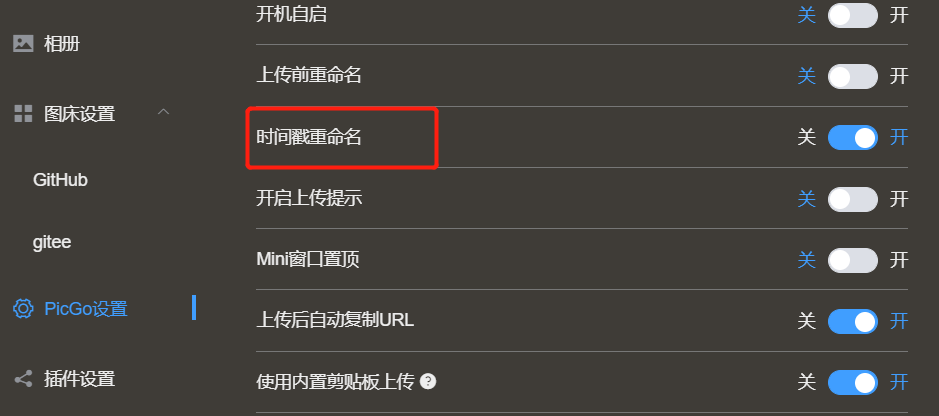 开机自启 关 开
相册
上传前重命名 关 开
图床设置
时间戳重命名 关 开
GitHub
开启上传提示 关 开
gitee
Mini窗口置顶 关 开
PicGo设置
上传后自动复制URL 关 开
插件设置
使用内置剪贴板上传 ? 关 开